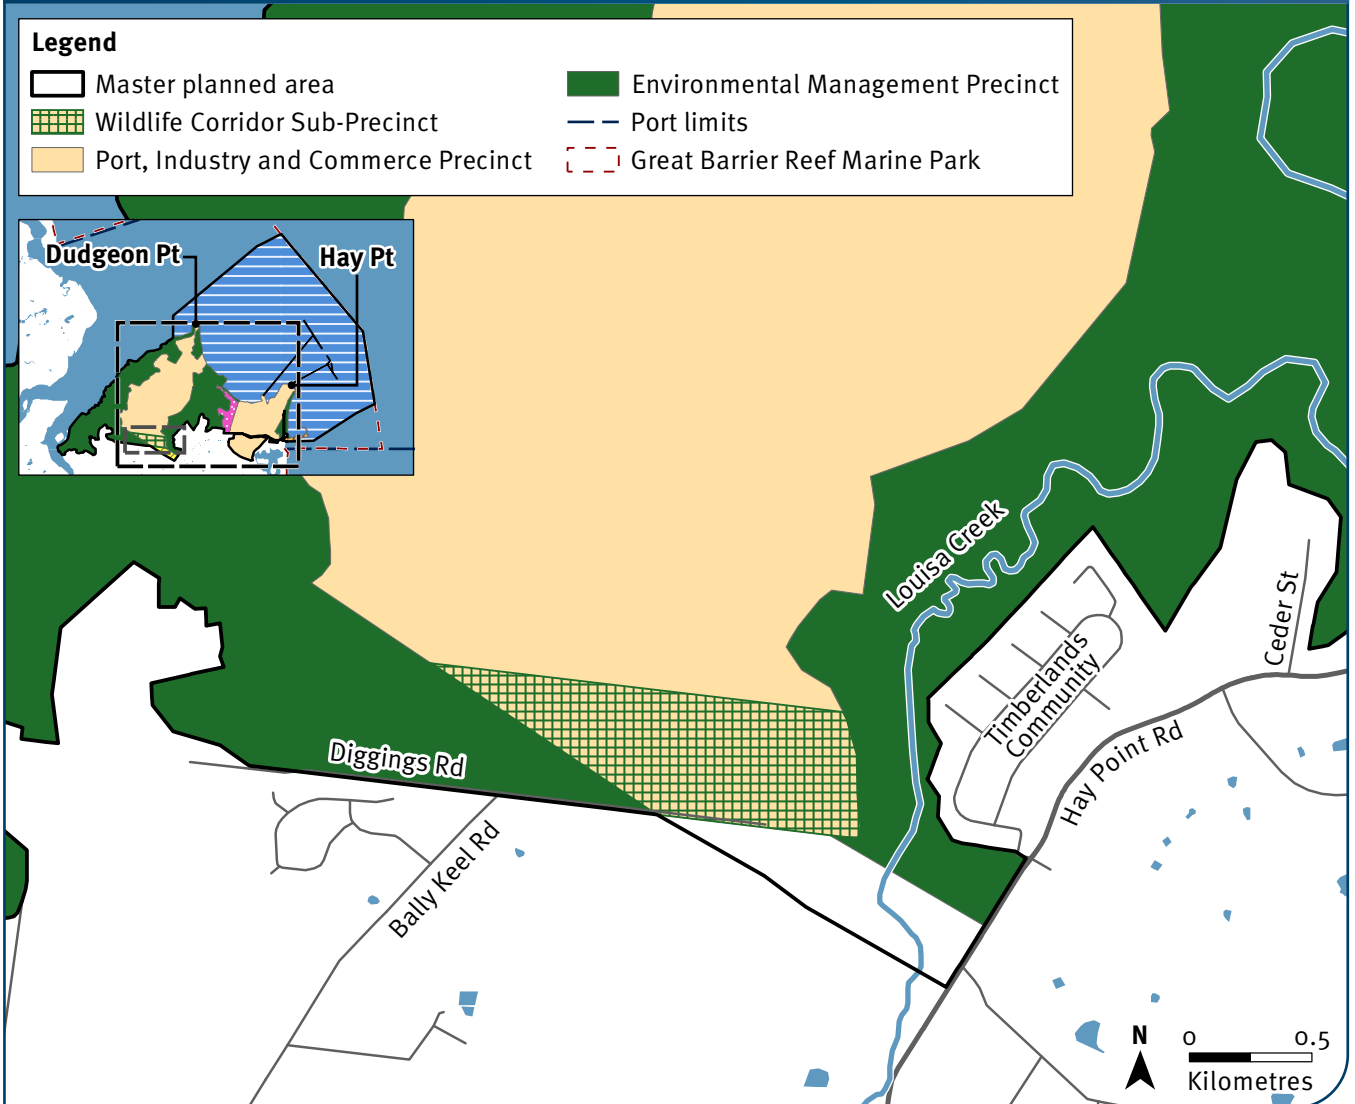 Legend
Master planned area
Wildlife Corridor Sub-Precinct
Port, Industry and Commerce Precinct
Environmental Management Precinct
Port limits
Great Barrier Reef Marine Park
Dudgeon Pt
Hay Pt
Louisa Creek
Ceder St
Timberlands
Community
Hay Point Rd
Diggings Rd
Bally Keel Rd
N
0 0.5
Kilometres